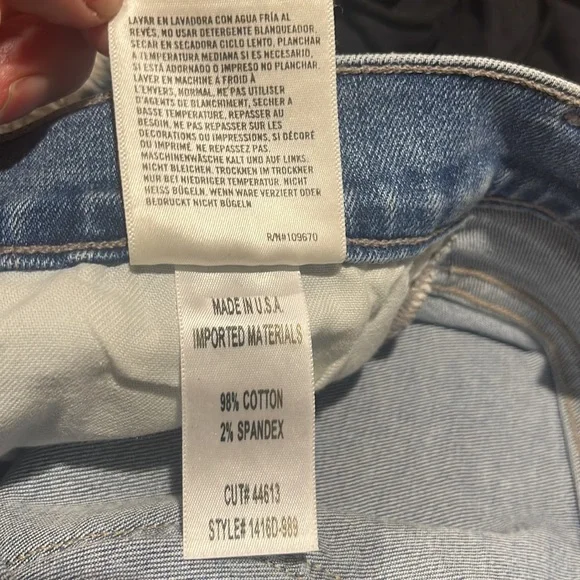 LAVAR EN LAVADORA CON AGUA FRÍA AL
REVÉS, NO USAR DETERGENTE BLANQUEADOR,
SECAR EN SECADORA CICLO LENTO, PLANCHAR
A TEMPERATURA MEDIANA SI ES NECESARIO,
SI ESTÁ ADORNADO O IMPRESO NO PLANCHAR.
LAVER EN MACHINE A FROID À
L'ENVERS, NORMAL, NE PAS UTILISER
D'AGENTS DE BLANCHIMENT, SÉCHER A
BASSE TEMPERATURE, REPASSER AU
BESOIN, NE PAS REPASSER SUR LES
DECORATIONS OU IMPRESSIONS, SI DÉCORÉ
OU IMPRIMÉ NE REPASSEZ PAS.
MASCHINENWÄSCHE KALT UND AUF LINKS.
NICHT BLEICHEN. TROCKNEN IM TROCKNER
NUR BEI NIEDRIGER TEMPERATUR. NICHT
HEISS BÜGELN. WENN WARE VERZIERT ODER
BEDRUCKT NICHT BÜGELN
R/N#109670
MADE IN U.S.A.
IMPORTED MATERIALS
98% COTTON
2% SPANDEX
CUT# 44613
STYLE# 1416D-989